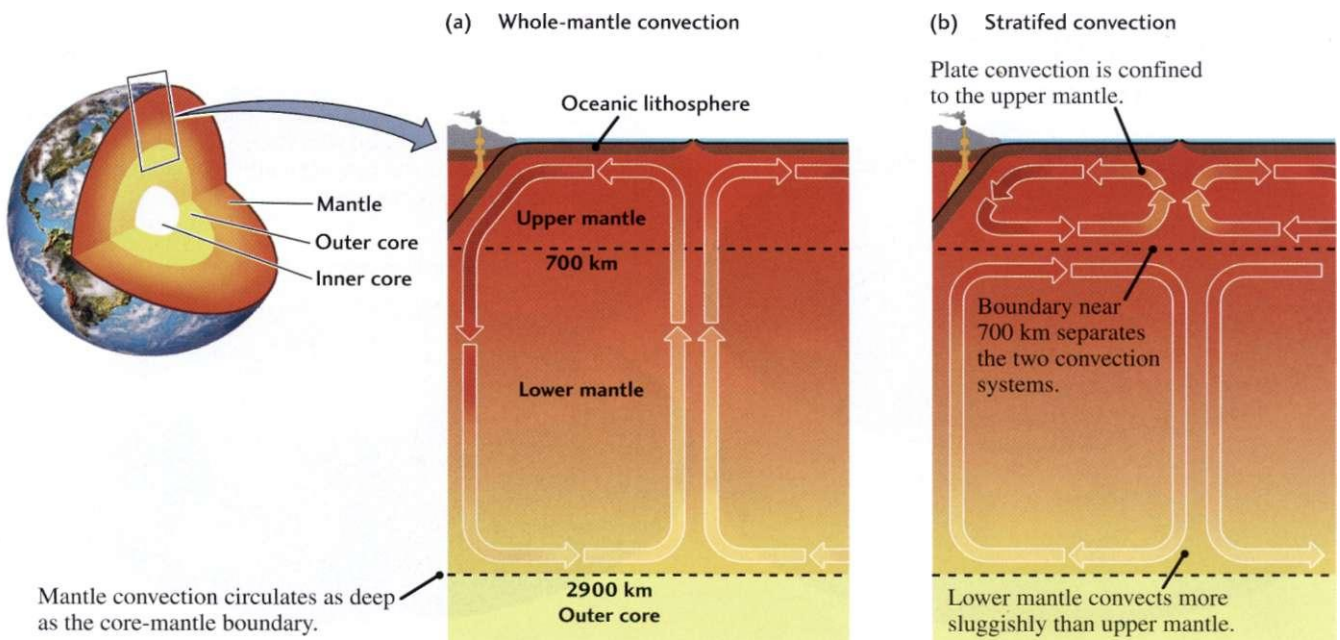 (a) Whole-mantle convection
(b) Stratifed convection
Plate convection is confined
to the upper mantle.
Oceanic lithosphere
Mantle
Outer core
Inner core
Upper mantle
700 km
Lower mantle
Boundary near
700 km separates
the two convection
systems.
Mantle convection circulates as deep
as the core-mantle boundary.
2900 km
Outer core
Lower mantle convects more
sluggishly than upper mantle.